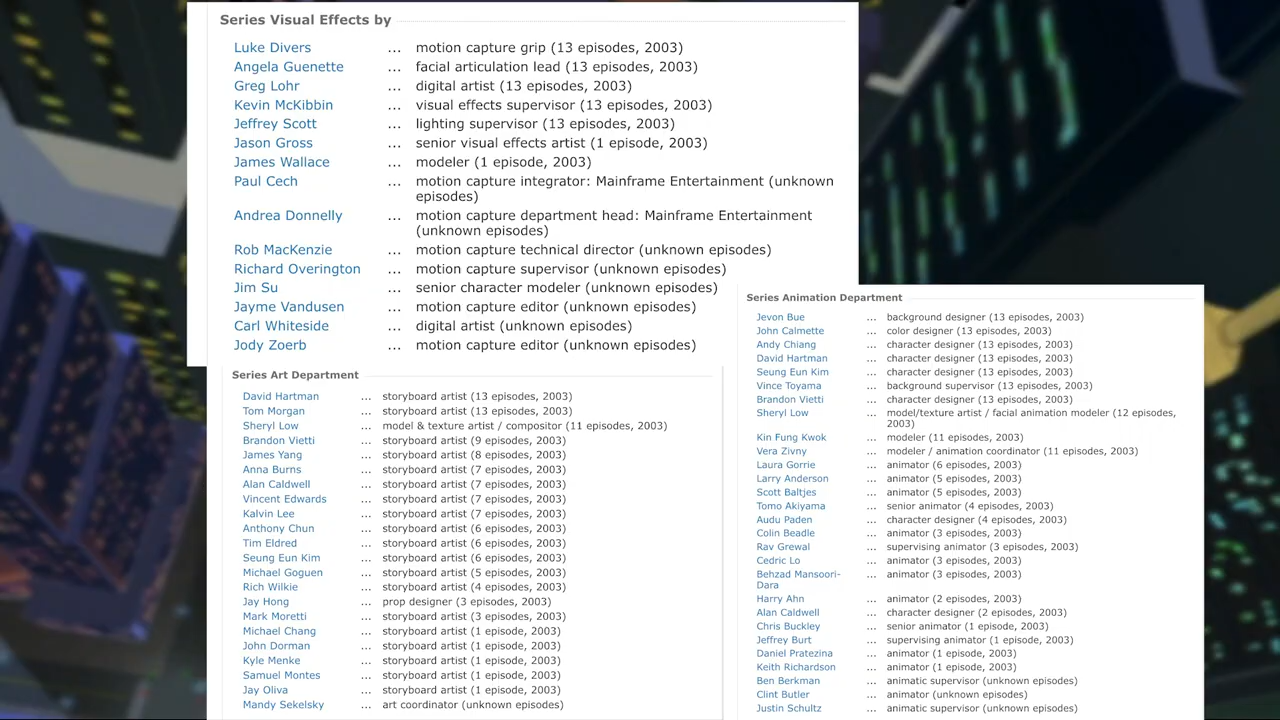 Series Visual Effects by
Luke Divers ... motion capture grip (13 episodes, 2003)
Angela Guenette ... facial articulation lead (13 episodes, 2003)
Greg Lohr ... digital artist (13 episodes, 2003)
Kevin McKibbin ... visual effects supervisor (13 episodes, 2003)
Jeffrey Scott ... lighting supervisor (13 episodes, 2003)
Jason Gross ... senior visual effects artist (1 episode, 2003)
James Wallace ... modeler (1 episode, 2003)
Paul Cech ... motion capture integrator: Mainframe Entertainment (unknown
episodes)
Andrea Donnelly ... motion capture department head: Mainframe Entertainment
(unknown episodes)
Rob MacKenzie ... motion capture technical director (unknown episodes)
Richard Overington ... motion capture supervisor (unknown episodes)
Jim Su ... senior character modeler (unknown episodes)
Jayme Vandusen ... motion capture editor (unknown episodes)
Carl Whiteside ... digital artist (unknown episodes)
Jody Zoerb ... motion capture editor (unknown episodes)
Series Art Department
David Hartman ... storyboard artist (13 episodes, 2003)
Tom Morgan ... storyboard artist (13 episodes, 2003)
Sheryl Low ... model & texture artist / compositor (11 episodes, 2003)
Brandon Vietti ... storyboard artist (9 episodes, 2003)
James Yang ... storyboard artist (8 episodes, 2003)
Anna Burns ... storyboard artist (7 episodes, 2003)
Alan Caldwell ... storyboard artist (7 episodes, 2003)
Vincent Edwards ... storyboard artist (7 episodes, 2003)
Kalvin Lee ... storyboard artist (7 episodes, 2003)
Anthony Chun ... storyboard artist (6 episodes, 2003)
Tim Eldred ... storyboard artist (6 episodes, 2003)
Seung Eun Kim ... storyboard artist (6 episodes, 2003)
Michael Goguen ... storyboard artist (5 episodes, 2003)
Rich Wilkie ... storyboard artist (4 episodes, 2003)
Jay Hong ... prop designer (3 episodes, 2003)
Mark Moretti ... storyboard artist (3 episodes, 2003)
Michael Chang ... storyboard artist (1 episode, 2003)
John Dorman ... storyboard artist (1 episode, 2003)
Kyle Menke ... storyboard artist (1 episode, 2003)
Samuel Montes ... storyboard artist (1 episode, 2003)
Jay Oliva ... storyboard artist (1 episode, 2003)
Mandy Sekelsky ... art coordinator (unknown episodes)
Series Animation Department
Jevon Bue ... background designer (13 episodes, 2003)
John Calmette ... color designer (13 episodes, 2003)
Andy Chiang ... character designer (13 episodes, 2003)
David Hartman ... character designer (13 episodes, 2003)
Seung Eun Kim ... character designer (13 episodes, 2003)
Vince Toyama ... background supervisor (13 episodes, 2003)
Brandon Vietti ... character designer (13 episodes, 2003)
Sheryl Low ... model/texture artist / facial animation modeler (12 episodes,
2003)
Kin Fung Kwok ... modeler (11 episodes, 2003)
Vera Zivny ... modeler / animation coordinator (11 episodes, 2003)
Laura Gorrie ... animator (6 episodes, 2003)
Larry Anderson ... animator (5 episodes, 2003)
Scott Baltjes ... animator (5 episodes, 2003)
Tomo Akiyama ... senior animator (4 episodes, 2003)
Audu Paden ... character designer (4 episodes, 2003)
Colin Beadle ... animator (3 episodes, 2003)
Rav Grewal ... supervising animator (3 episodes, 2003)
Cedric Lo ... animator (3 episodes, 2003)
Behzad Mansoori- ... animator (3 episodes, 2003)
Dara
Harry Ahn ... animator (2 episodes, 2003)
Alan Caldwell ... character designer (2 episodes, 2003)
Chris Buckley ... senior animator (1 episode, 2003)
Jeffrey Burt ... supervising animator (1 episode, 2003)
Daniel Pratezina ... animator (1 episode, 2003)
Keith Richardson ... animator (1 episode, 2003)
Ben Berkman ... animatic supervisor (unknown episodes)
Clint Butler ... animator (unknown episodes)
Justin Schultz ... animatic supervisor (unknown episodes)